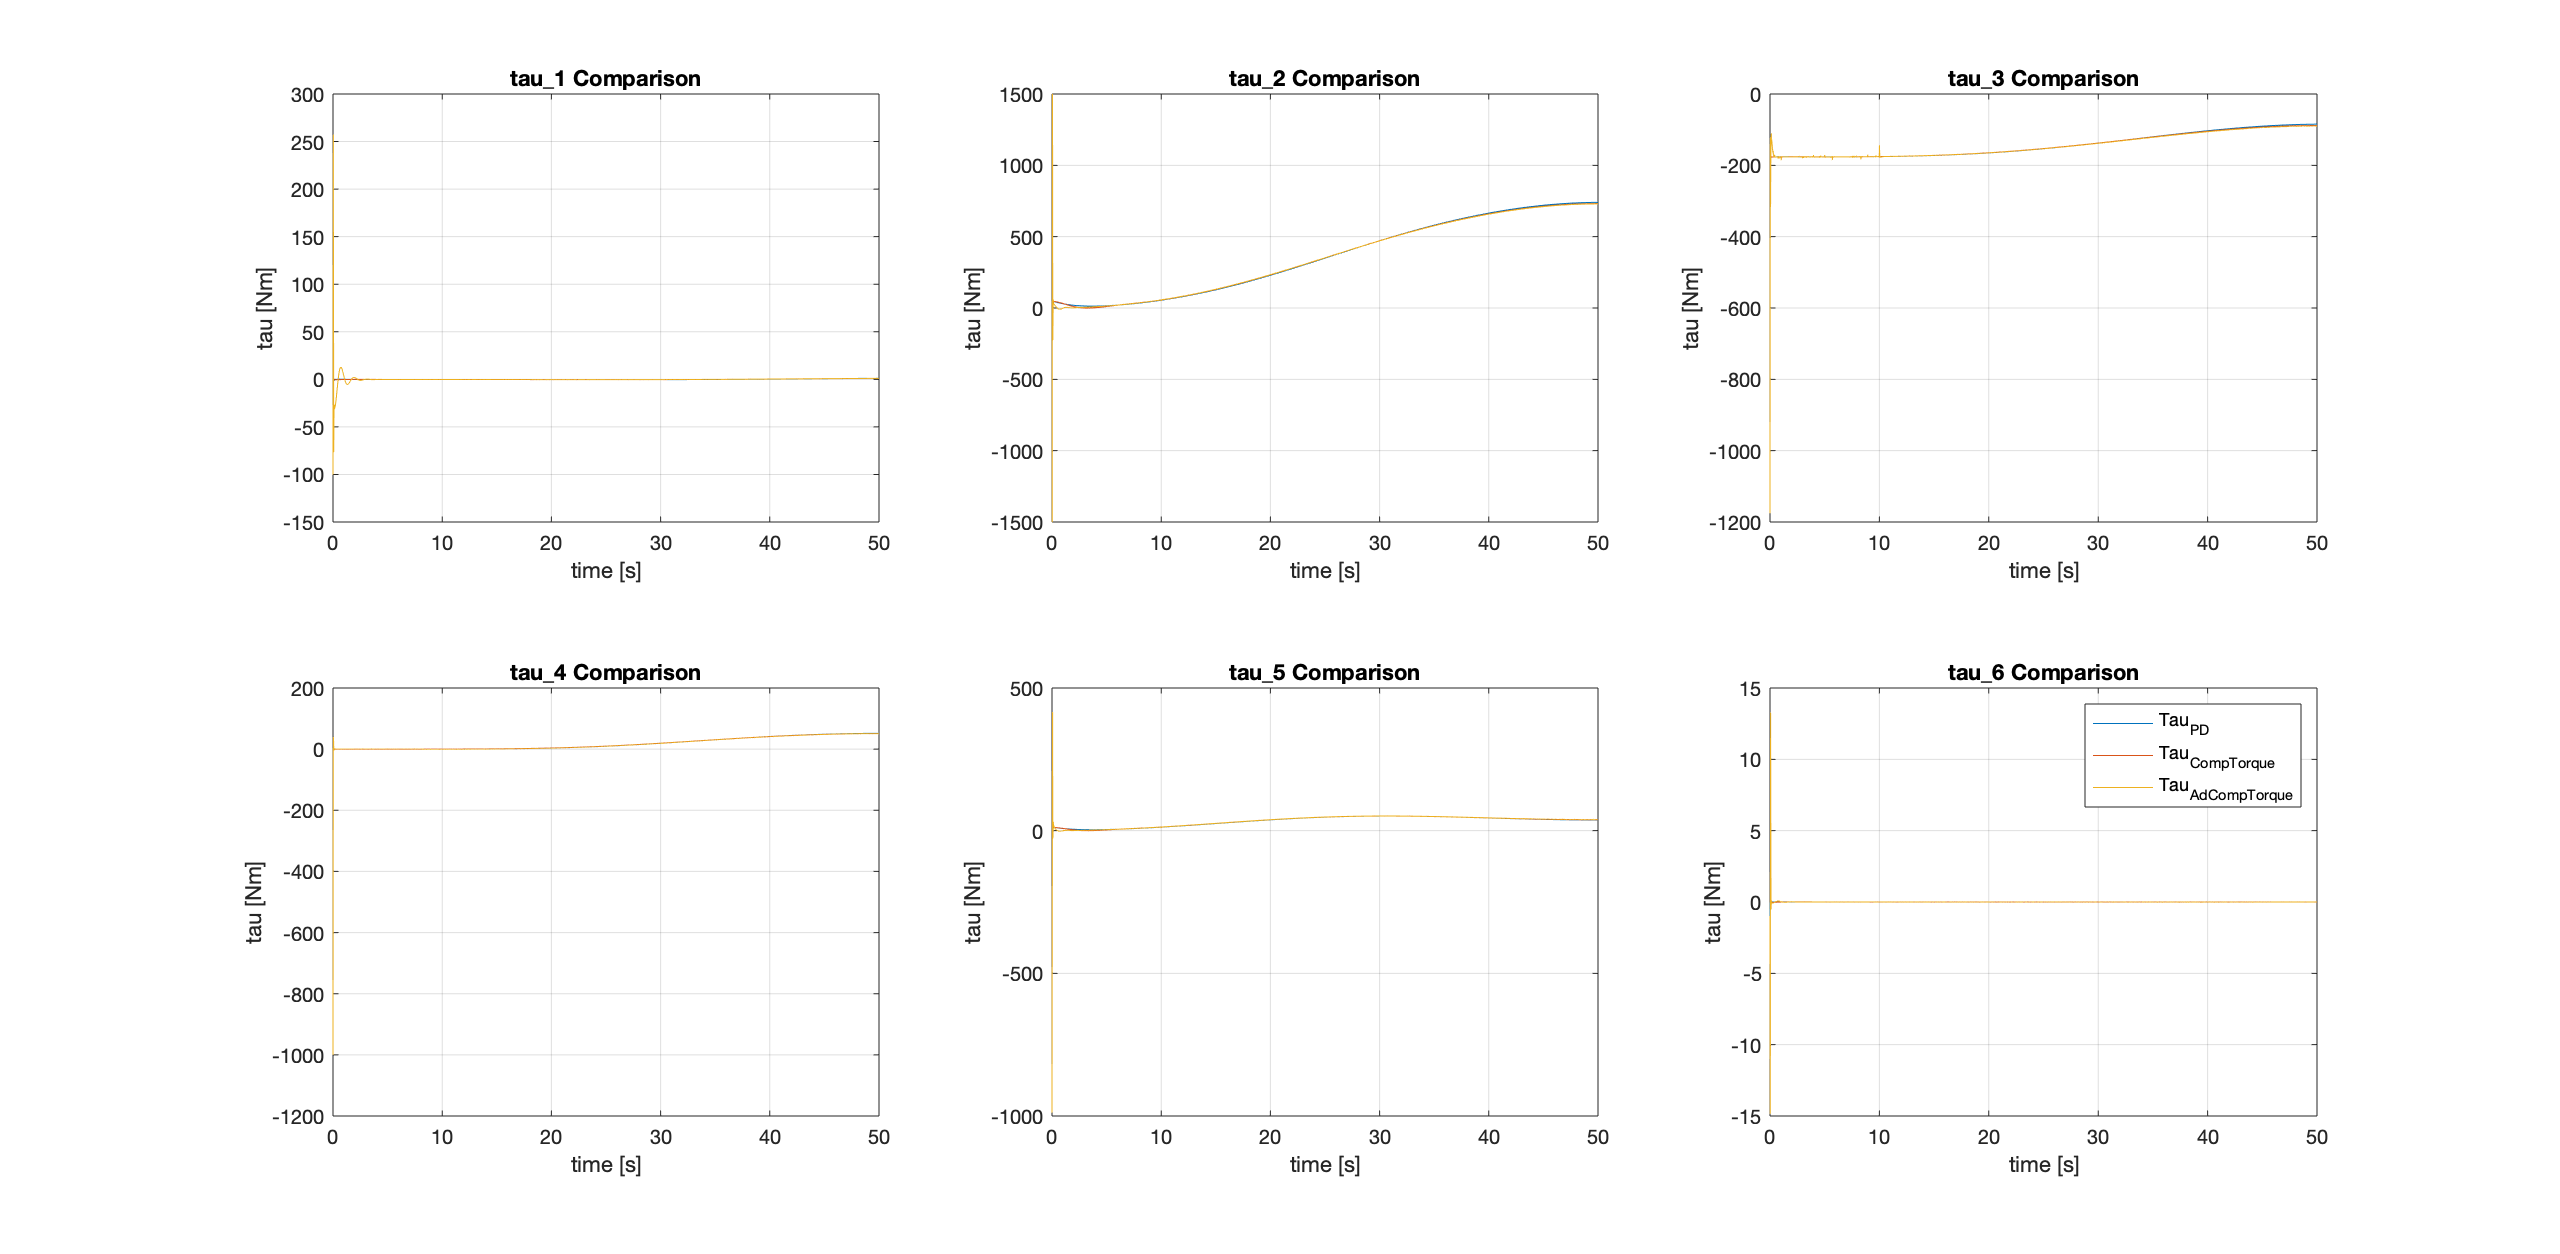 tau_1 Comparison
300
250
200
150
100
50
0
-50
-100
-150
tau [Nm]
0 10 20 30 40 50
time [s]
tau_2 Comparison
1500
1000
500
0
-500
-1000
-1500
tau [Nm]
0 10 20 30 40 50
time [s]
tau_3 Comparison
0
-200
-400
-600
-800
-1000
-1200
tau [Nm]
0 10 20 30 40 50
time [s]
tau_4 Comparison
200
0
-200
-400
-600
-800
-1000
-1200
tau [Nm]
0 10 20 30 40 50
time [s]
tau_5 Comparison
500
0
-500
-1000
tau [Nm]
0 10 20 30 40 50
time [s]
tau_6 Comparison
15
10
5
0
-5
-10
-15
tau [Nm]
0 10 20 30 40 50
time [s]
Tau PD
Tau CompTorque
Tau AdCompTorque